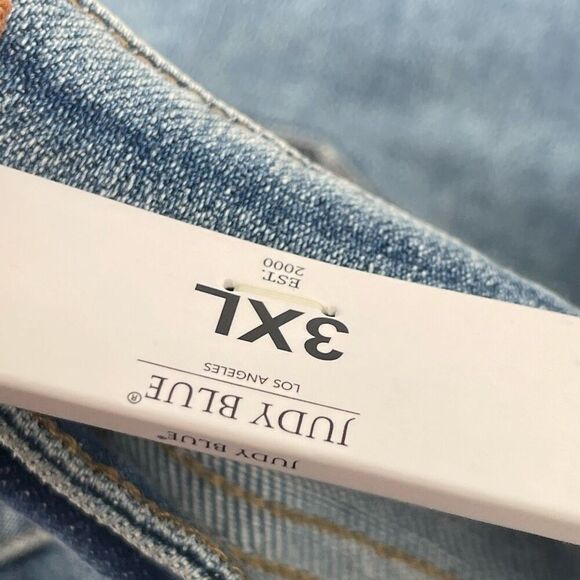 JUDY BLUE
JUDY BLUE®
LOS ANGELES
3XL
EST.
2000